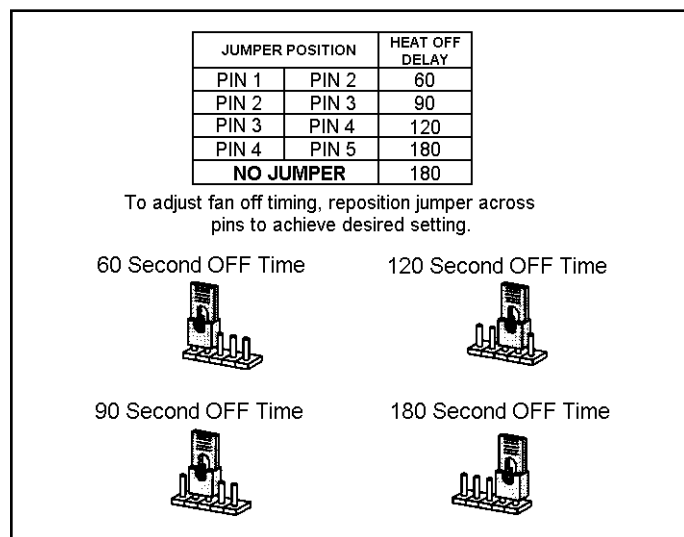 JUMPER POSITION HEAT OFF DELAY
PIN 1 PIN 2 60
PIN 2 PIN 3 90
PIN 3 PIN 4 120
PIN 4 PIN 5 180
NO JUMPER 180
To adjust fan off timing, reposition jumper across
pins to achieve desired setting.
60 Second OFF Time 120 Second OFF Time
90 Second OFF Time 180 Second OFF Time